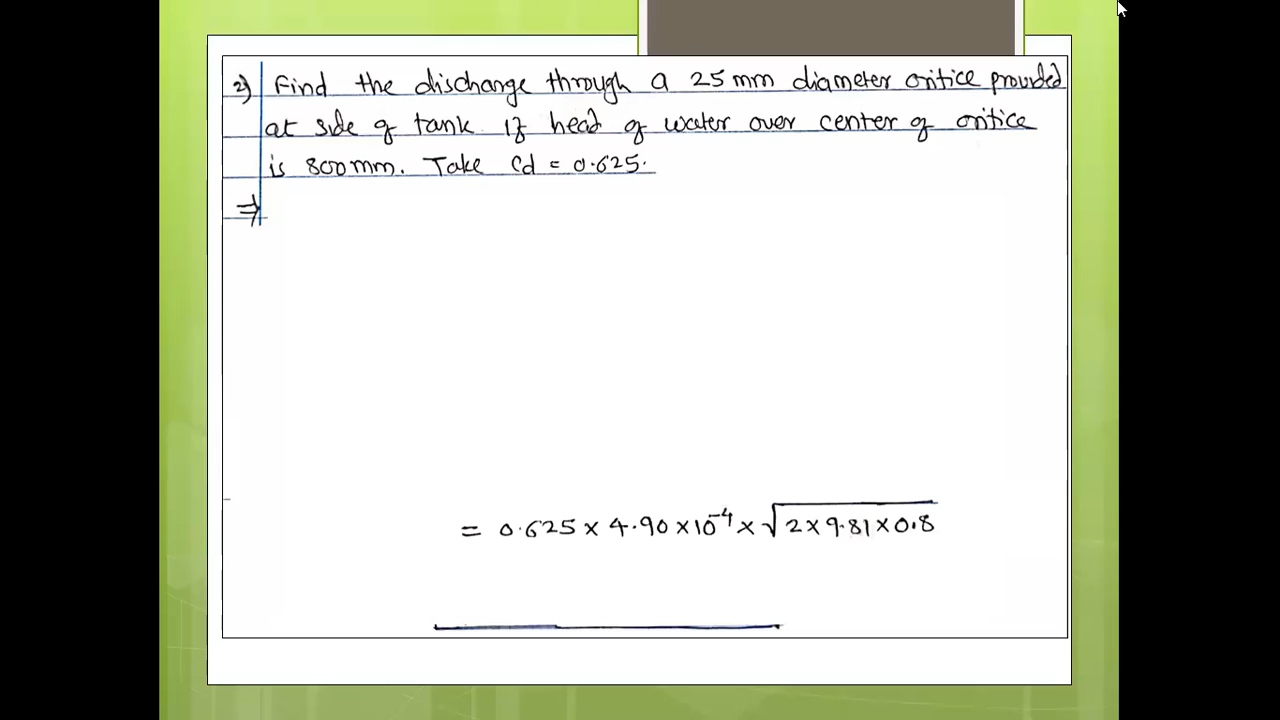 2) Find the discharge through a 25 mm diameter orifice provided
at side of tank if head of water over center of orifice
is 800mm. Take Cd = 0.625.
⇒
= 0.625 × 4.90 × 10⁻⁴ × √2 × 9.81 × 0.8